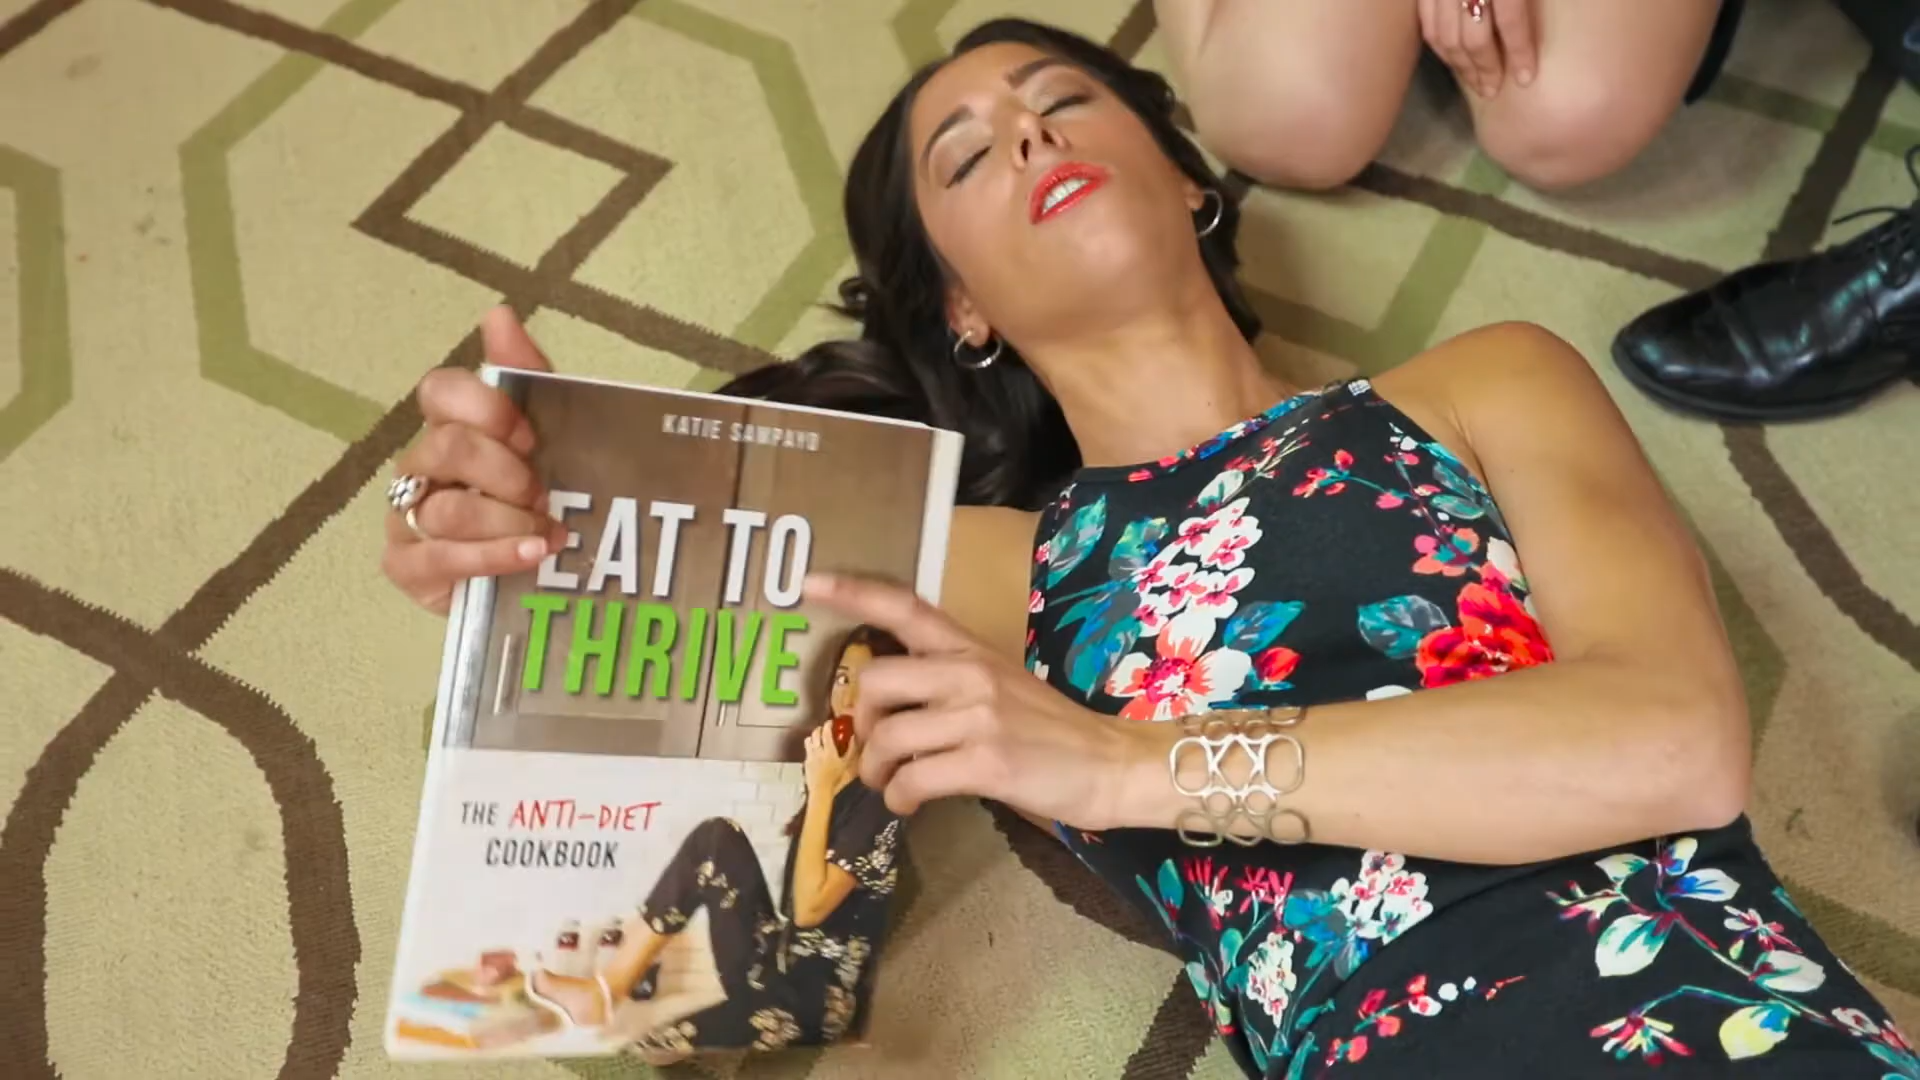 KATIE SAMPAYO
EAT TO
THRIVE
THE ANTI-DIET
COOKBOOK